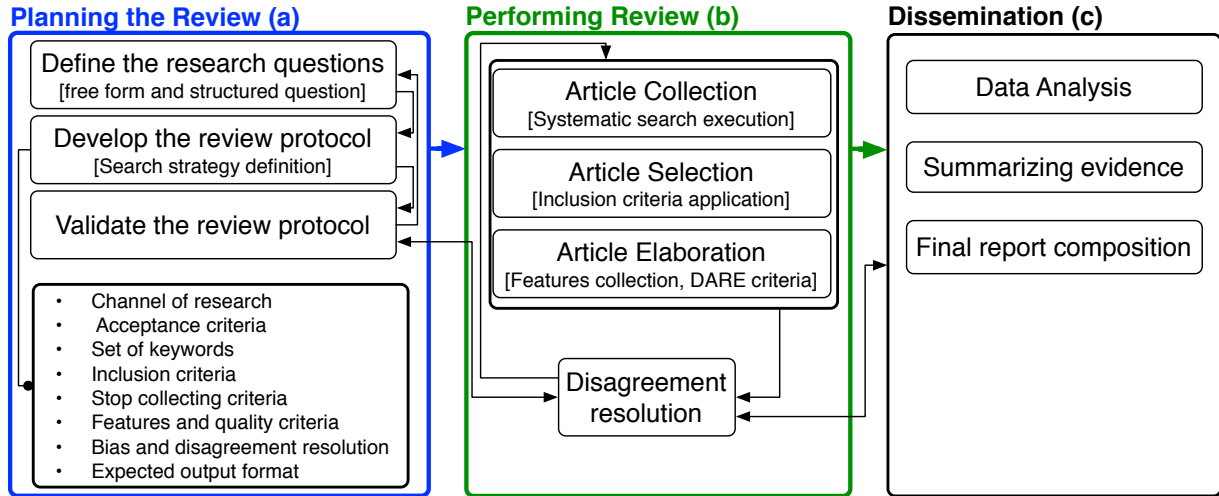 Planning the Review (a)
Define the research questions
[free form and structured question]
Develop the review protocol
[Search strategy definition]
Validate the review protocol
• Channel of research
• Acceptance criteria
• Set of keywords
• Inclusion criteria
• Stop collecting criteria
• Features and quality criteria
• Bias and disagreement resolution
• Expected output format
Performing Review (b)
Article Collection
[Systematic search execution]
Article Selection
[Inclusion criteria application]
Article Elaboration
[Features collection, DARE criteria]
Disagreement
resolution
Dissemination (c)
Data Analysis
Summarizing evidence
Final report composition